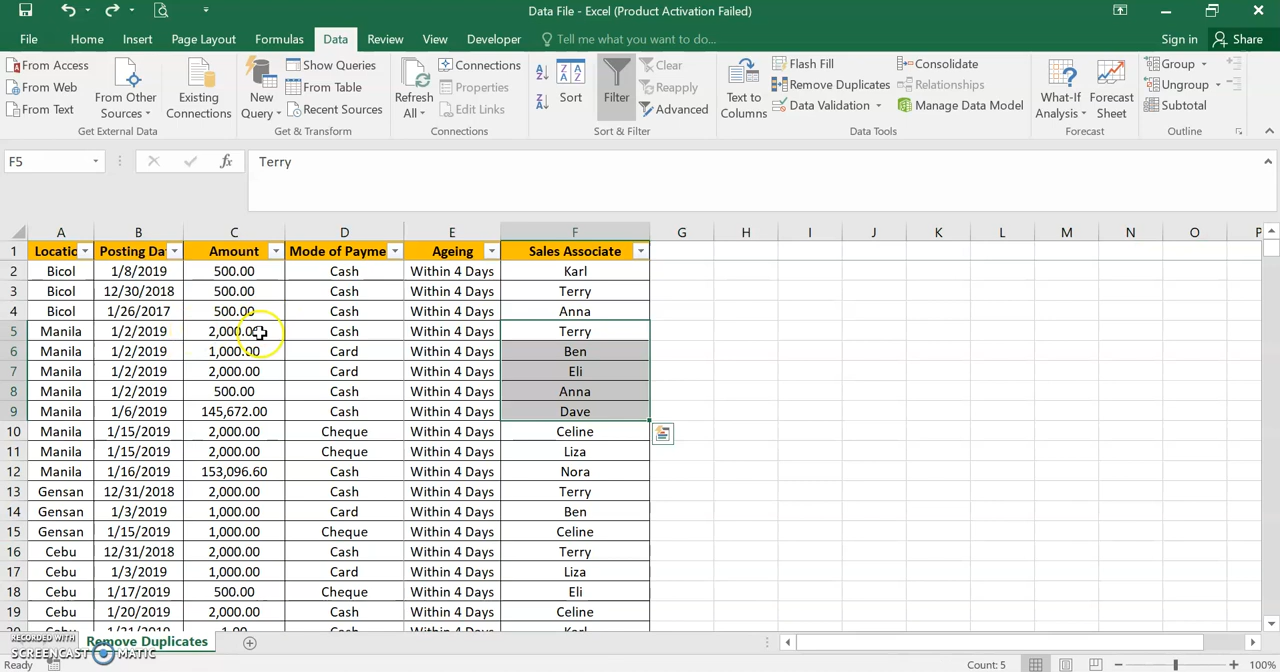 Data File - Excel (Product Activation Failed)
File Home Insert Page Layout Formulas Data Review View Developer Tell me what you want to do... Sign in Share
From Access
From Web
From Text
From Other Sources
Existing Connections
Get External Data
New Query
Show Queries
From Table
Recent Sources
Get & Transform
Refresh All
Connections
Properties
Edit Links
Connections
Sort
Filter
Clear
Reapply
Advanced
Sort & Filter
Text to Columns
Flash Fill
Remove Duplicates
Data Validation
Consolidate
Relationships
Manage Data Model
Data Tools
What-If Analysis
Forecast Sheet
Forecast
Group
Ungroup
Subtotal
Outline
F5 fx Terry
A B C D E F G H I J K L M N O P
1 Locatic Posting Da Amount Mode of Payme Ageing Sales Associate
2 Bicol 1/8/2019 500.00 Cash Within 4 Days Karl
3 Bicol 12/30/2018 500.00 Cash Within 4 Days Terry
4 Bicol 1/26/2017 500.00 Cash Within 4 Days Anna
5 Manila 1/2/2019 2,000.00 Cash Within 4 Days Terry
6 Manila 1/2/2019 1,000.00 Card Within 4 Days Ben
7 Manila 1/2/2019 2,000.00 Card Within 4 Days Eli
8 Manila 1/2/2019 500.00 Cash Within 4 Days Anna
9 Manila 1/6/2019 145,672.00 Cash Within 4 Days Dave
10 Manila 1/15/2019 2,000.00 Cheque Within 4 Days Celine
11 Manila 1/15/2019 2,000.00 Cheque Within 4 Days Liza
12 Manila 1/16/2019 153,096.60 Cash Within 4 Days Nora
13 Gensan 12/31/2018 2,000.00 Cash Within 4 Days Terry
14 Gensan 1/3/2019 1,000.00 Card Within 4 Days Ben
15 Gensan 1/15/2019 1,000.00 Cheque Within 4 Days Celine
16 Cebu 12/31/2018 2,000.00 Cash Within 4 Days Terry
17 Cebu 1/3/2019 1,000.00 Card Within 4 Days Liza
18 Cebu 1/17/2019 500.00 Cheque Within 4 Days Eli
19 Cebu 1/20/2019 2,000.00 Cash Within 4 Days Celine
Remove Duplicates
RECORDED WITH
SCREENCAST MATIC
Ready Count: 5 100%